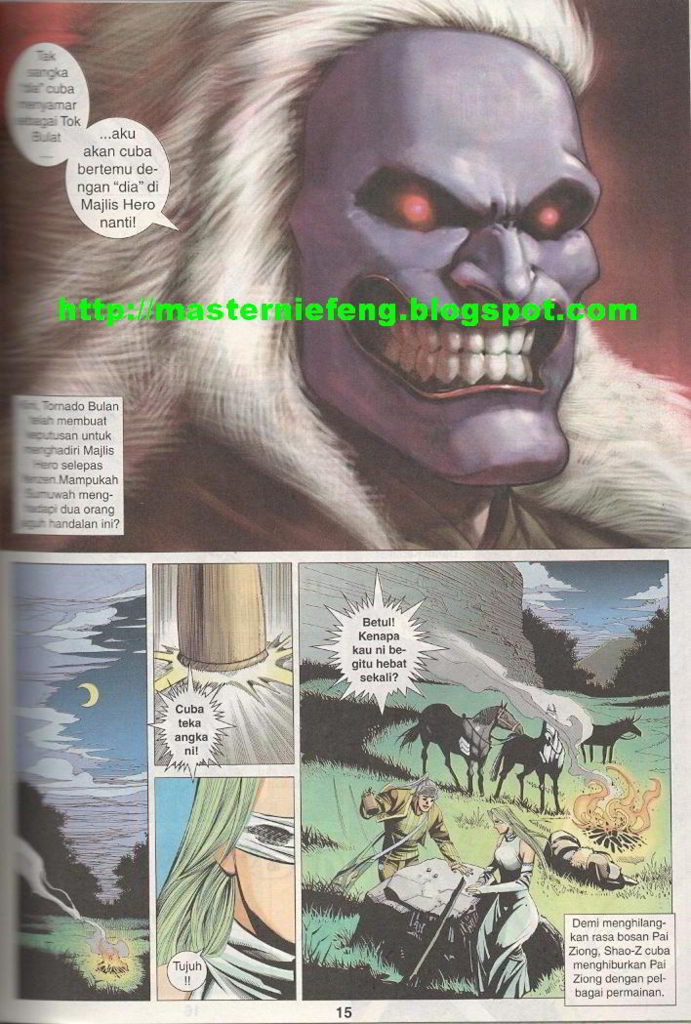 Tak
sangka
"dia" cuba
menyamar
sebagai Tok
Bulat
...aku
akan cuba
bertemu de-
ngan "dia" di
Majlis Hero
nanti!
http://masterniefeng.blogspot.com
Tornado Bulan
telah membuat
keputusan untuk
menghadiri Majlis
Hero selepas
Mampukah
Sumuwah meng-
hadapi dua orang
handalan ini?
Cuba
teka
angka
ni!
Tujuh
!!
Betul!
Kenapa
kau ni be-
gitu hebat
sekali?
Demi menghilang-
kan rasa bosan Pai
Ziong, Shao-Z cuba
menghiburkan Pai
Ziong dengan pel-
bagai permainan.
15